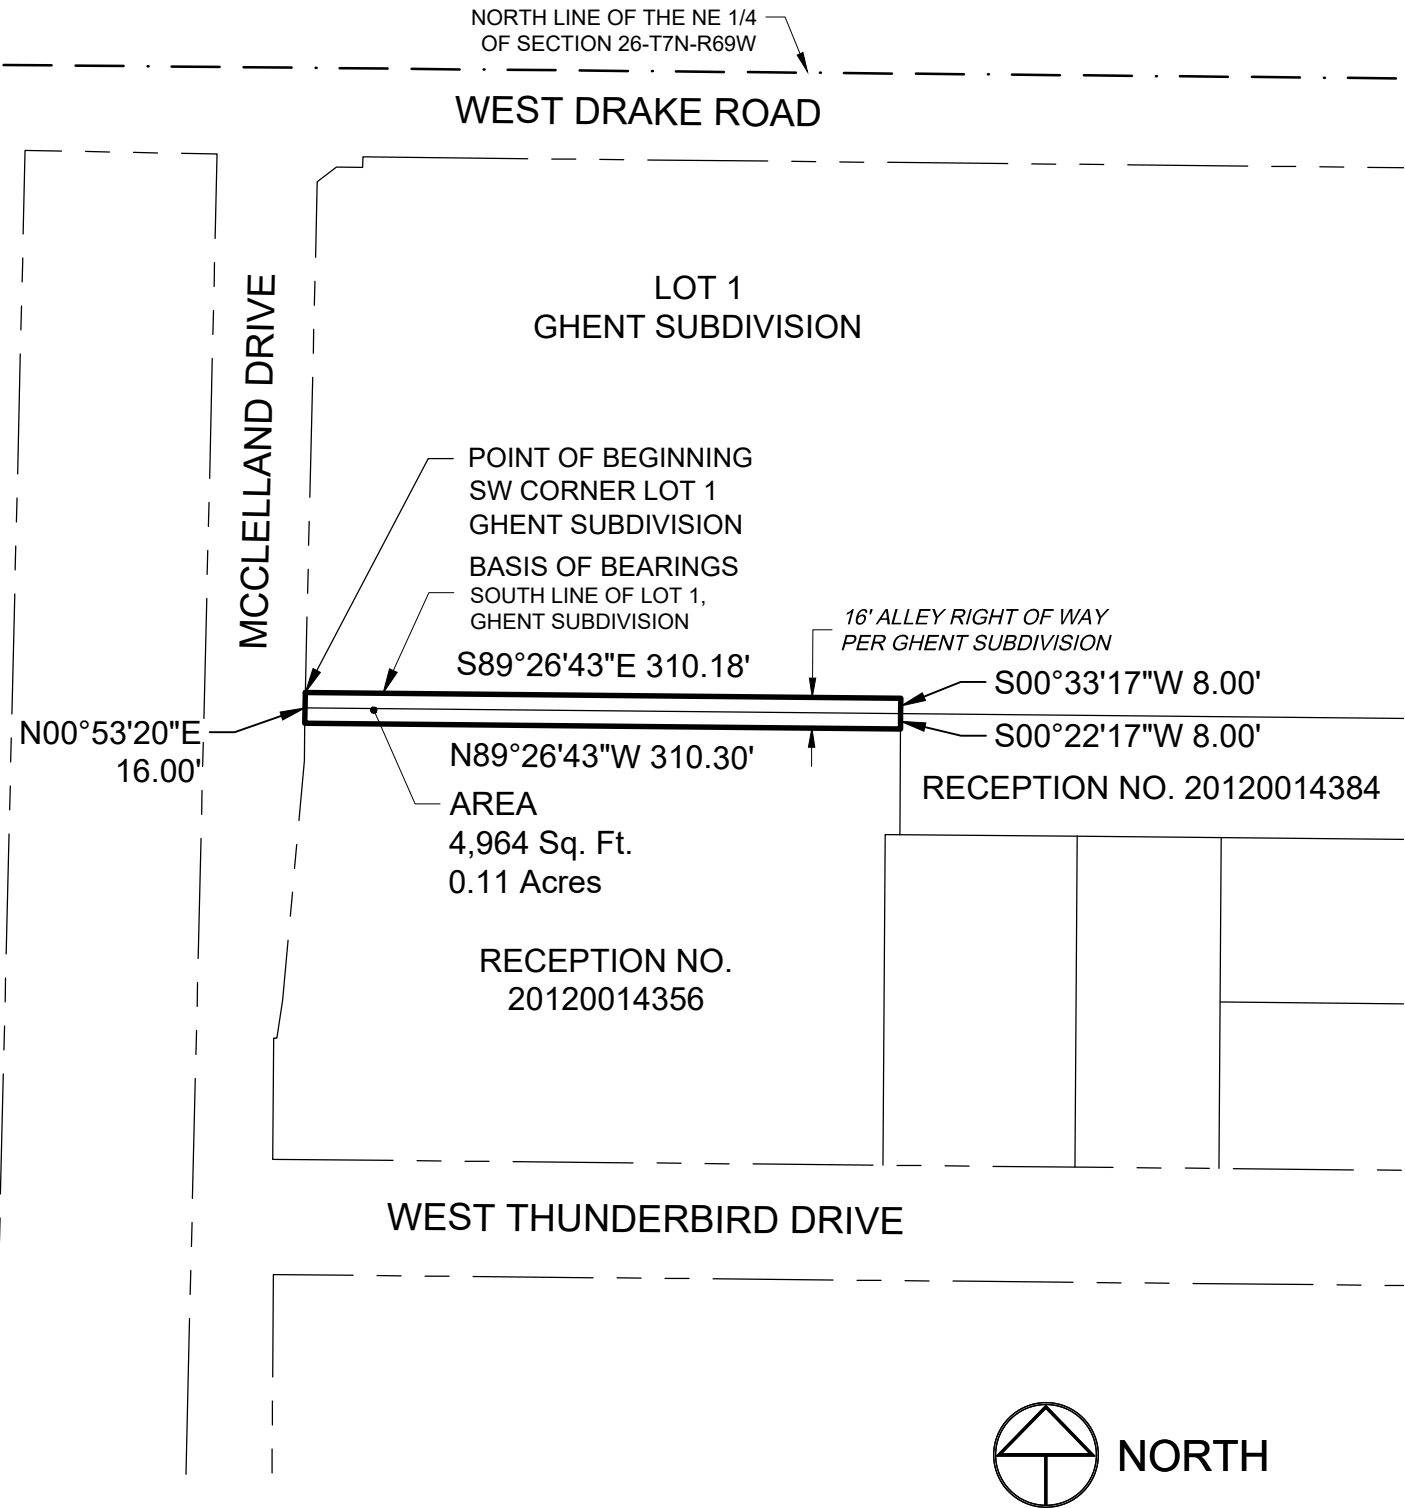 NORTH LINE OF THE NE 1/4
OF SECTION 26-T7N-R69W
WEST DRAKE ROAD
LOT 1
GHENT SUBDIVISION
MCCLELLAND DRIVE
POINT OF BEGINNING
SW CORNER LOT 1
GHENT SUBDIVISION
BASIS OF BEARINGS
SOUTH LINE OF LOT 1,
GHENT SUBDIVISION
16' ALLEY RIGHT OF WAY
PER GHENT SUBDIVISION
S89°26'43"E 310.18'
S00°33'17"W 8.00'
N00°53'20"E
16.00'
S00°22'17"W 8.00'
N89°26'43"W 310.30'
RECEPTION NO. 20120014384
AREA
4,964 Sq. Ft.
0.11 Acres
RECEPTION NO.
20120014356
WEST THUNDERBIRD DRIVE
NORTH